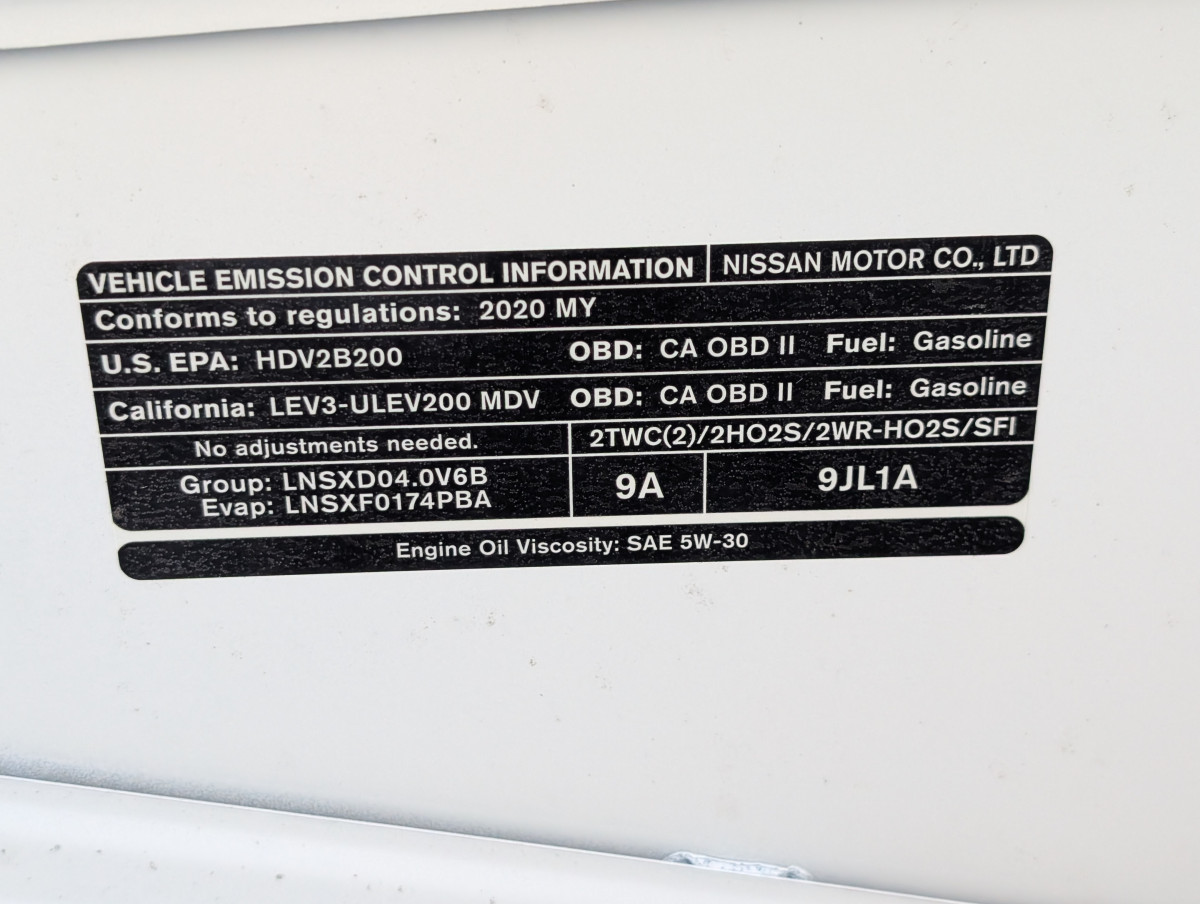 VEHICLE EMISSION CONTROL INFORMATION NISSAN MOTOR CO., LTD
Conforms to regulations: 2020 MY
U.S. EPA: HDV2B200 OBD: CA OBD II Fuel: Gasoline
California: LEV3-ULEV200 MDV OBD: CA OBD II Fuel: Gasoline
No adjustments needed. 2TWC(2)/2HO2S/2WR-HO2S/SFI
Group: LNSXD04.0V6B
Evap: LNSXF0174PBA
9A 9JL1A
Engine Oil Viscosity: SAE 5W-30